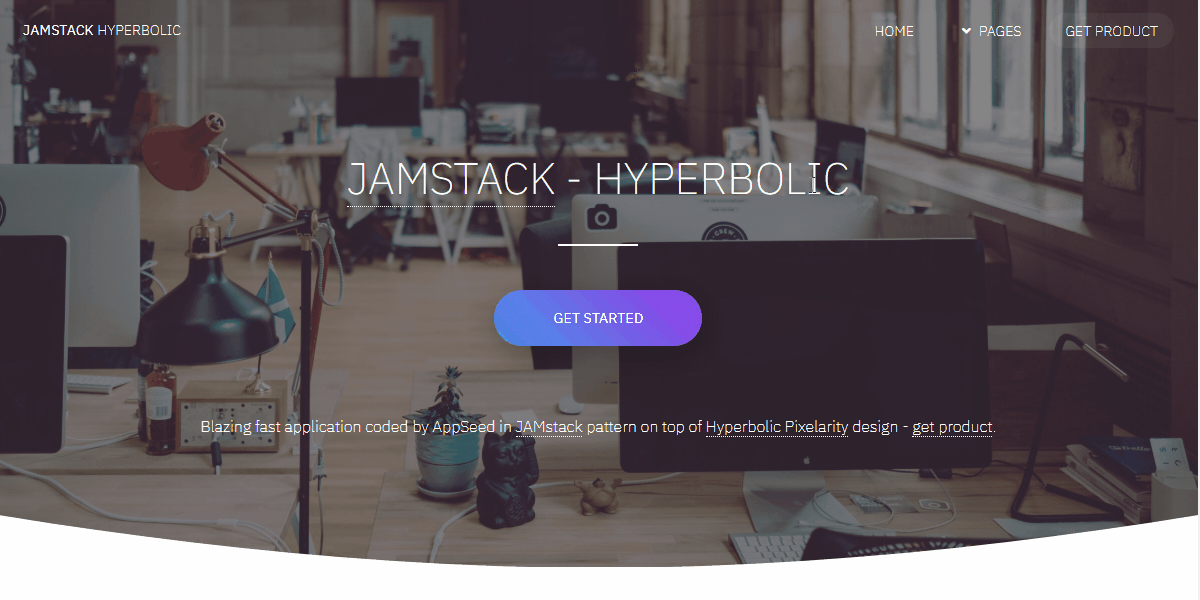 JAMSTACK HYPERBOLIC
HOME
PAGES
GET PRODUCT
JAMSTACK - HYPERBOLIC
CREW
GET STARTED
Blazing fast application coded by AppSeed in JAMstack pattern on top of Hyperbolic Pixelarity design - get product.